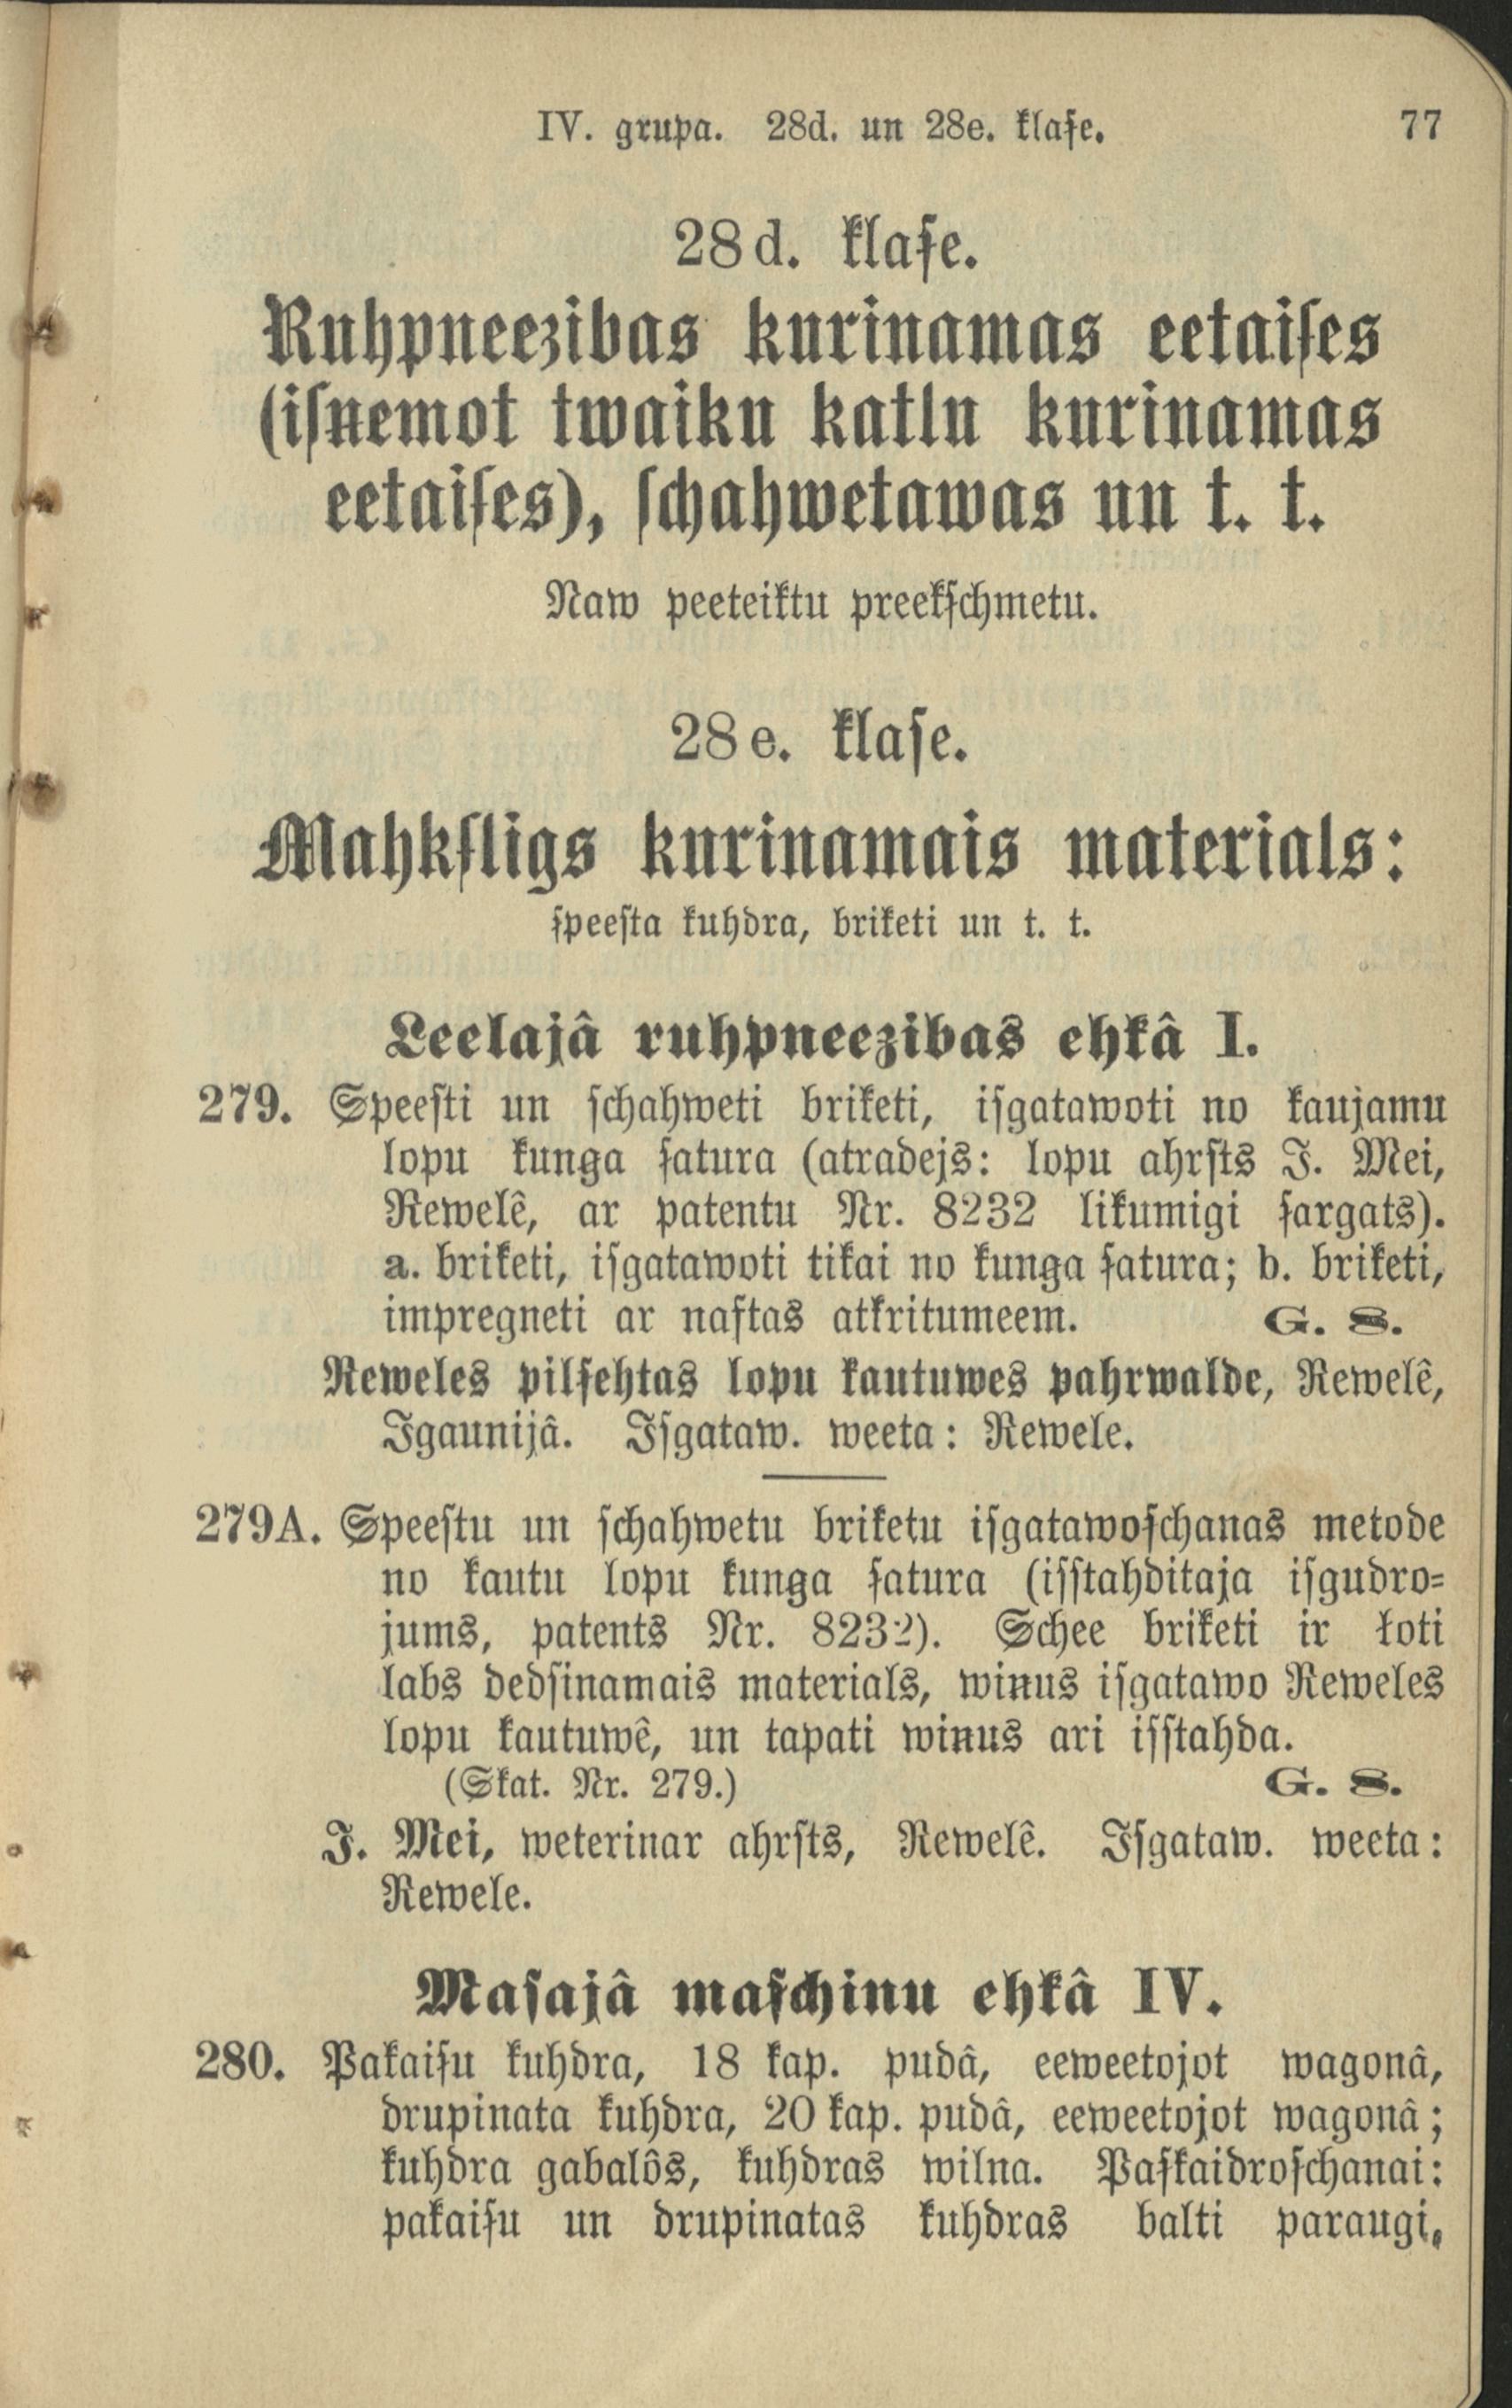 IV. grupa. 28d. un 28e. klaſe. 77
28d. klaſe.
Ruhpneezibas kurinamas eetaiſes
(iſņemot twaiku katlu kurinamas
eetaiſes), ſchahwetawas un t. t.
Naw peeteiktu preekſchmetu.
28e. klaſe.
Mahkſligs kurinamais materials:
ſpeeſta kuhdra, briketi un t. t.
Leelajâ ruhpneezibas ehkâ I.
279. Speeſti un ſchahweti briketi, iſgatawoti no kaujamu
lopu kunga ſatura (atradejs: lopu ahrſts J. Mei,
Rewelê, ar patentu Nr. 8232 likumigi ſargats).
a. briketi, iſgatawoti tikai no kunga ſatura; b. briketi,
impregneti ar naftas atkritumeem. G. S.
Reweles pilſehtas lopu kautuwes pahrwalde, Rewelê,
Igaunijâ. Iſgataw. weeta: Rewele.
279A. Speeſtu un ſchahwetu briketu iſgatawoſchanas metode
no kautu lopu kunga ſatura (iſſtahditaja iſgudro-
jums, patents Nr. 8232). Schee briketi ir ļoti
labs dedſinamais materials, wiņus iſgatawo Reweles
lopu kautuwê, un tapati wiņus ari iſſtahda.
(Skat. Nr. 279.) G. S.
J. Mei, weterinar ahrſts, Rewelê. Iſgataw. weeta:
Rewele.
Maſajâ maſchinu ehkâ IV.
280. Pakaiſu kuhdra, 18 kap. pudâ, eeweetojot wagonâ,
drupinata kuhdra, 20 kap. pudâ, eeweetojot wagonâ;
kuhdra gabalôs, kuhdras wilna. Paſkaidroſchanai:
pakaiſu un drupinatas kuhdras balti paraugi,